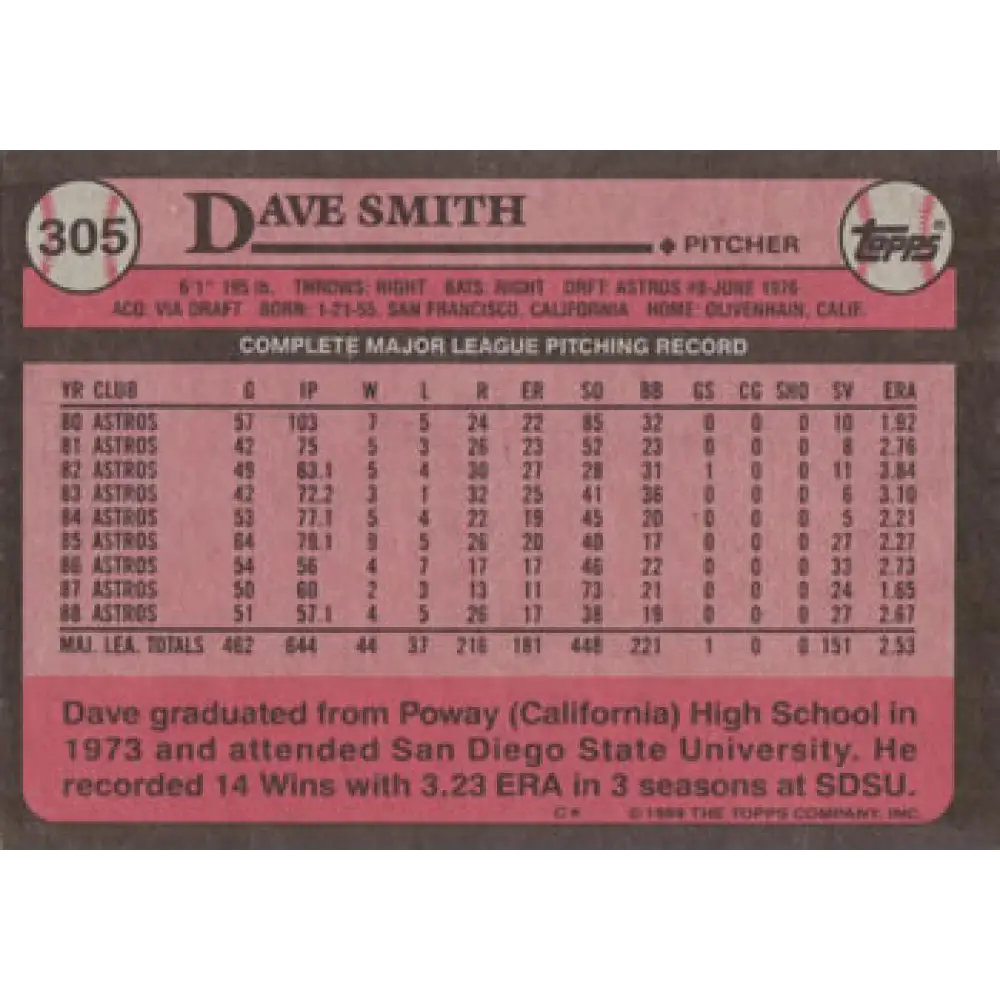 305 DAVE SMITH
◆ PITCHER
topps®
6'1" 195 lb. THROWS: RIGHT BATS: RIGHT DRFT: ASTROS #8-JUNE 1976
ACQ: VIA DRAFT BORN: 1-21-55, SAN FRANCISCO, CALIFORNIA HOME: OLIVENHAIN, CALIF.
COMPLETE MAJOR LEAGUE PITCHING RECORD
YR CLUB G IP W L R ER SO BB GS CG SHO SV ERA
80 ASTROS 57 103 7 5 24 22 85 32 0 0 0 10 1.92
81 ASTROS 42 75 5 3 26 23 52 23 0 0 0 8 2.76
82 ASTROS 49 63.1 5 4 30 27 28 31 1 0 0 11 3.84
83 ASTROS 42 72.2 3 1 32 25 41 36 0 0 0 6 3.10
84 ASTROS 53 77.1 5 4 22 19 45 20 0 0 0 5 2.21
85 ASTROS 64 79.1 9 5 26 20 40 17 0 0 0 27 2.27
86 ASTROS 54 56 4 7 17 17 46 22 0 0 0 33 2.73
87 ASTROS 50 60 2 3 13 11 73 21 0 0 0 24 1.65
88 ASTROS 51 57.1 4 5 26 17 38 19 0 0 0 27 2.67
MAJ. LEA. TOTALS 462 644 44 37 216 181 448 221 1 0 0 151 2.53
Dave graduated from Poway (California) High School in
1973 and attended San Diego State University. He
recorded 14 Wins with 3.23 ERA in 3 seasons at SDSU.
C* © 1989 THE TOPPS COMPANY, INC.